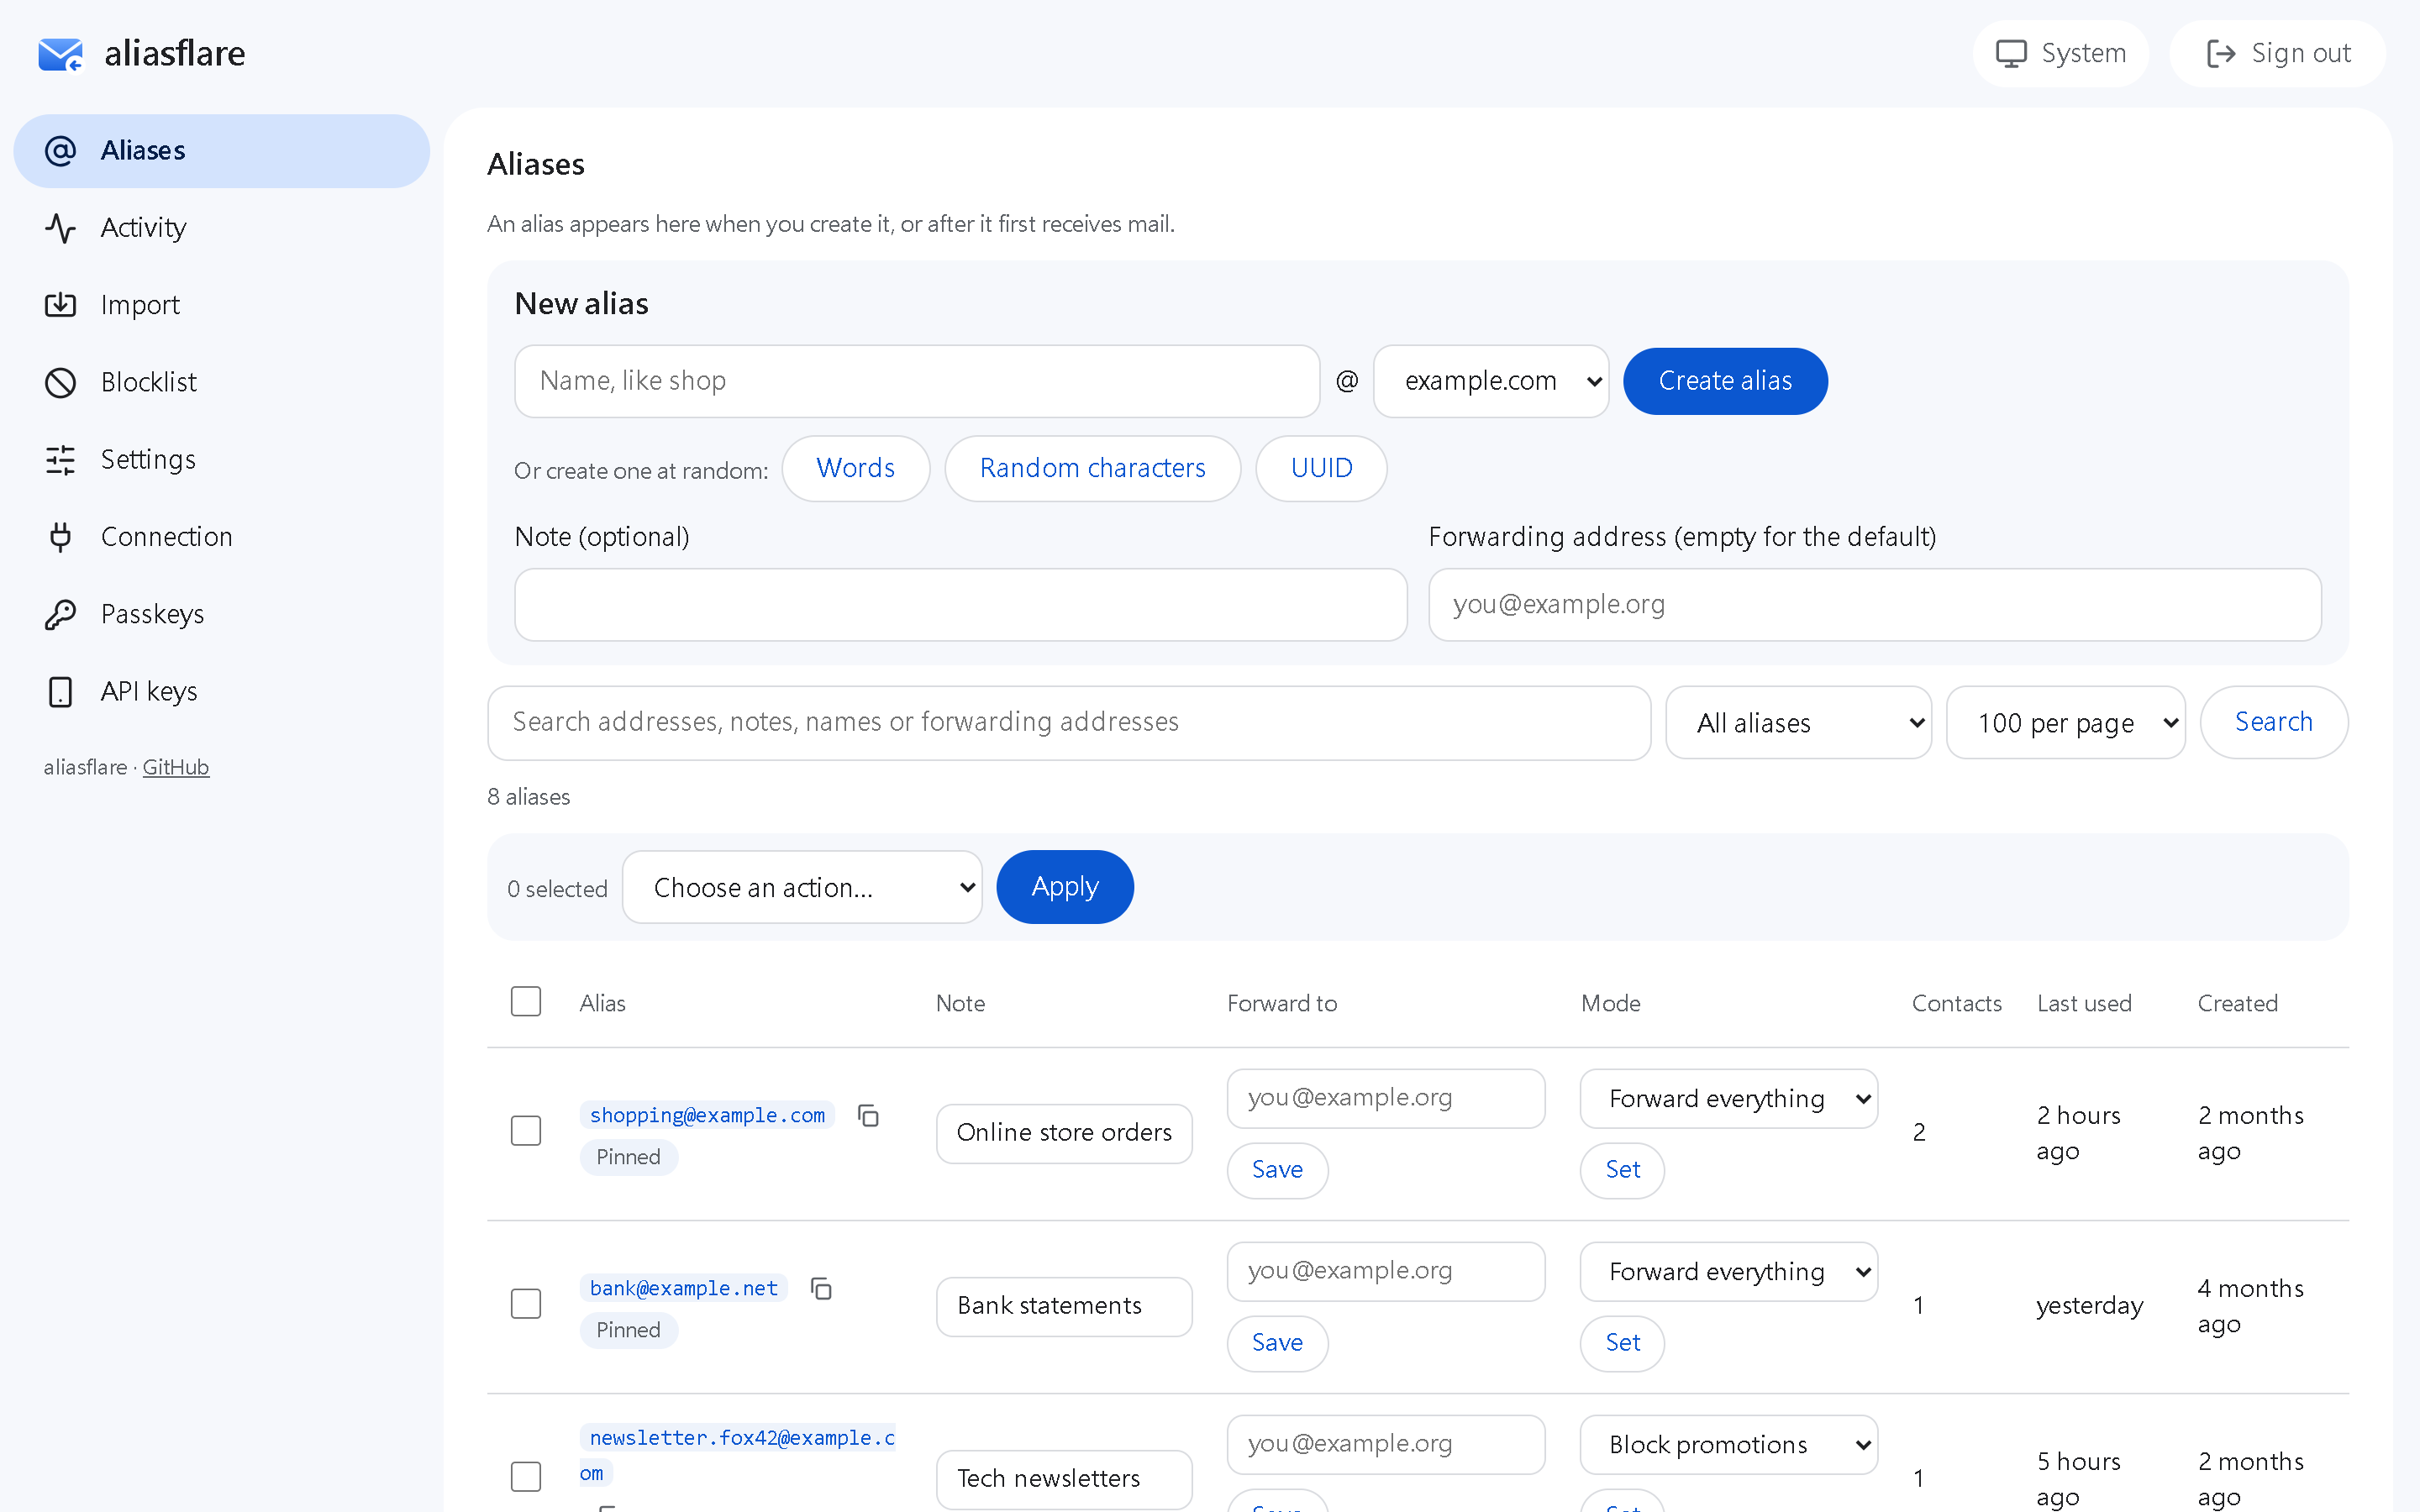 aliasflare
System
Sign out
Aliases
Activity
Import
Blocklist
Settings
Connection
Passkeys
API keys
aliasflare · GitHub
Aliases
An alias appears here when you create it, or after it first receives mail.
New alias
Name, like shop
@
example.com
Create alias
Or create one at random:
Words
Random characters
UUID
Note (optional)
Forwarding address (empty for the default)
you@example.org
Search addresses, notes, names or forwarding addresses
All aliases
100 per page
Search
8 aliases
0 selected
Choose an action...
Apply
Alias
Note
Forward to
Mode
Contacts
Last used
Created
shopping@example.com
Pinned
Online store orders
you@example.org
Save
Forward everything
Set
2
2 hours
ago
2 months
ago
bank@example.net
Pinned
Bank statements
you@example.org
Save
Forward everything
Set
1
yesterday
4 months
ago
newsletter.fox42@example.c
om
Tech newsletters
you@example.org
Block promotions
1
5 hours
ago
2 months
ago